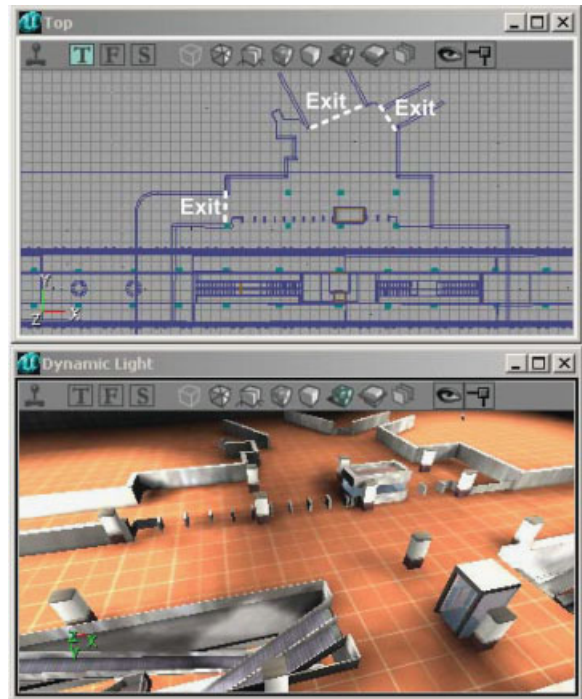 Top
T F S
Exit
Exit
Exit
Y
Z X
Dynamic Light
T F S
Z X
Y